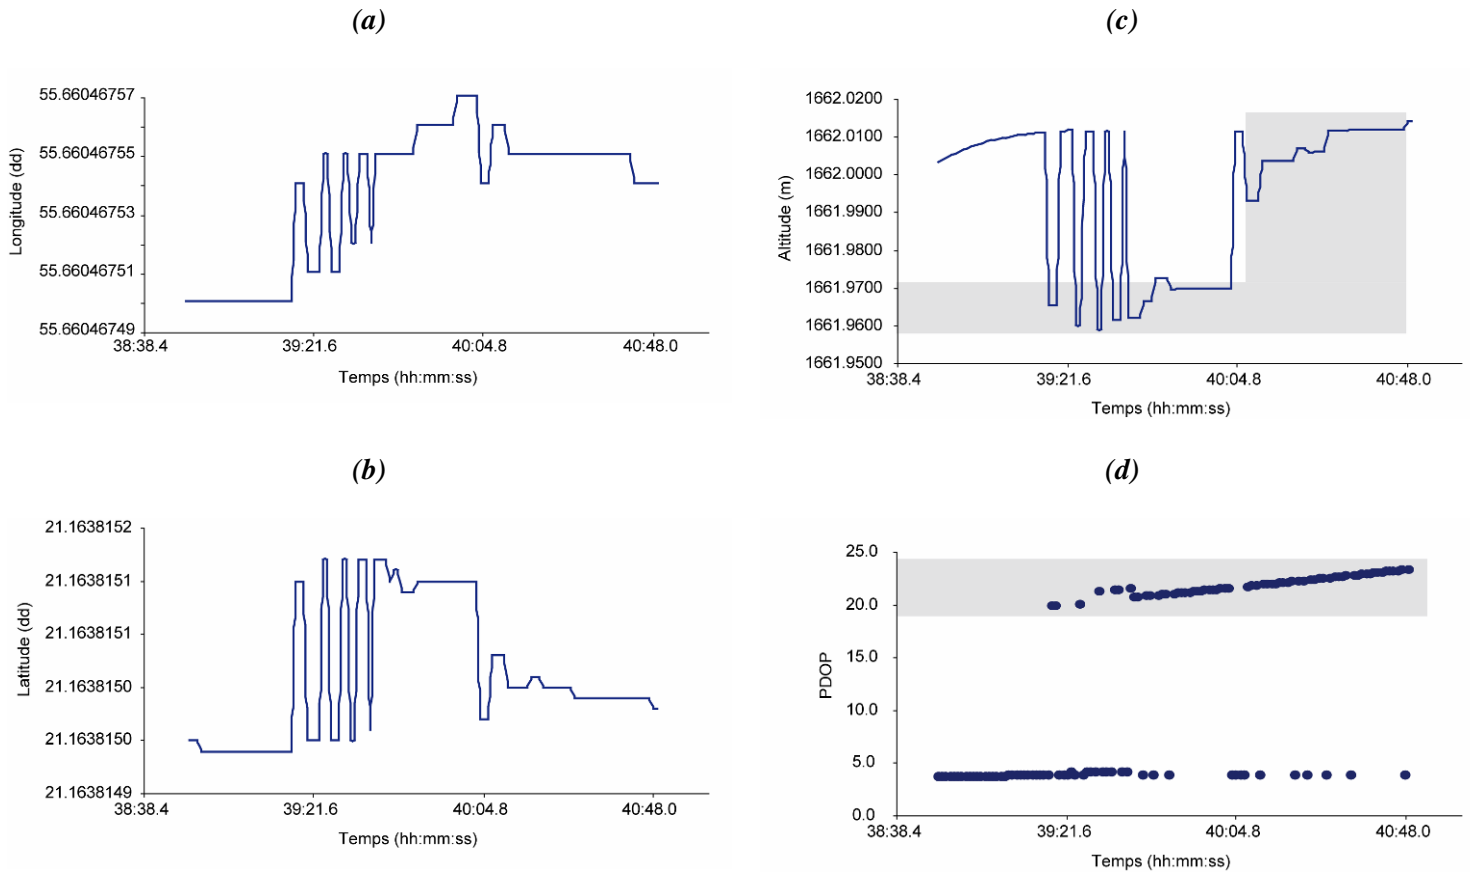 (a)
55.66046757
55.66046755
55.66046753
55.66046751
55.66046749
Longitude (dd)
38:38.4 39:21.6 40:04.8 40:48.0
Temps (hh:mm:ss)
(c)
1662.0200
1662.0100
1662.0000
1661.9900
1661.9800
1661.9700
1661.9600
1661.9500
Altitude (m)
38:38.4 39:21.6 40:04.8 40:48.0
Temps (hh:mm:ss)
(b)
21.1638152
21.1638151
21.1638151
21.1638150
21.1638150
21.1638149
Latitude (dd)
38:38.4 39:21.6 40:04.8 40:48.0
Temps (hh:mm:ss)
(d)
25.0
20.0
15.0
10.0
5.0
0.0
PDOP
38:38.4 39:21.6 40:04.8 40:48.0
Temps (hh:mm:ss)